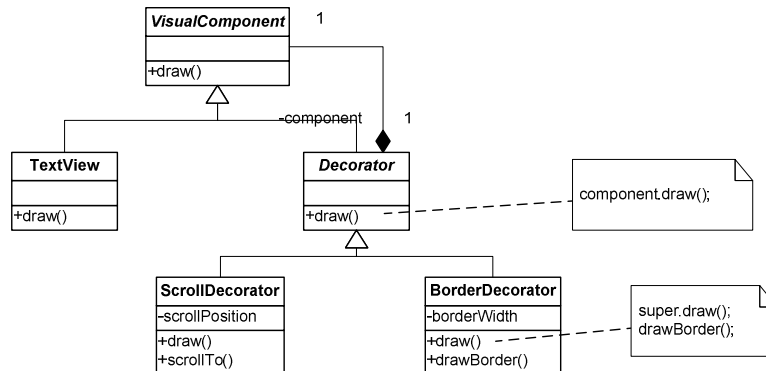 VisualComponent
1
+draw()
-component
1
TextView
+draw()
Decorator
+draw()
component.draw();
ScrollDecorator
-scrollPosition
+draw()
+scrollTo()
BorderDecorator
-borderWidth
+draw()
+drawBorder()
super.draw();
drawBorder();